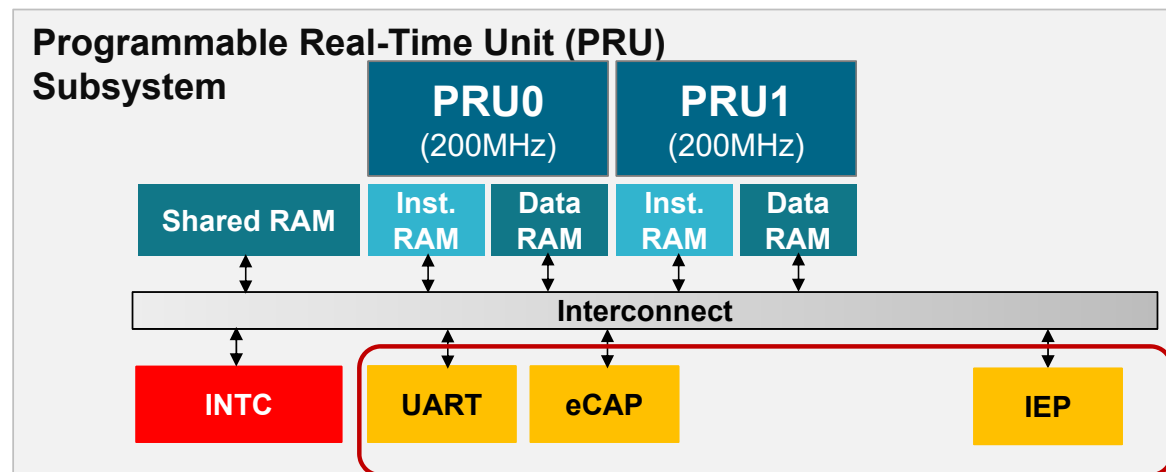 Programmable Real-Time Unit (PRU)
Subsystem
PRU0
(200MHz)
PRU1
(200MHz)
Shared RAM
Inst.
RAM
Data
RAM
Inst.
RAM
Data
RAM
Interconnect
INTC
UART
eCAP
IEP